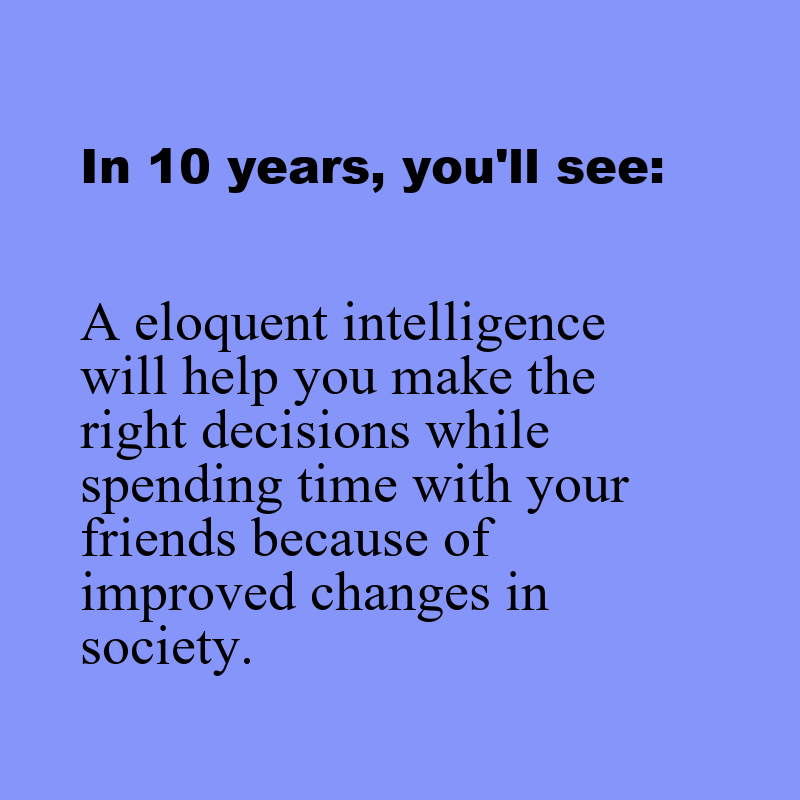 In 10 years, you'll see:
A eloquent intelligence
will help you make the
right decisions while
spending time with your
friends because of
improved changes in
society.